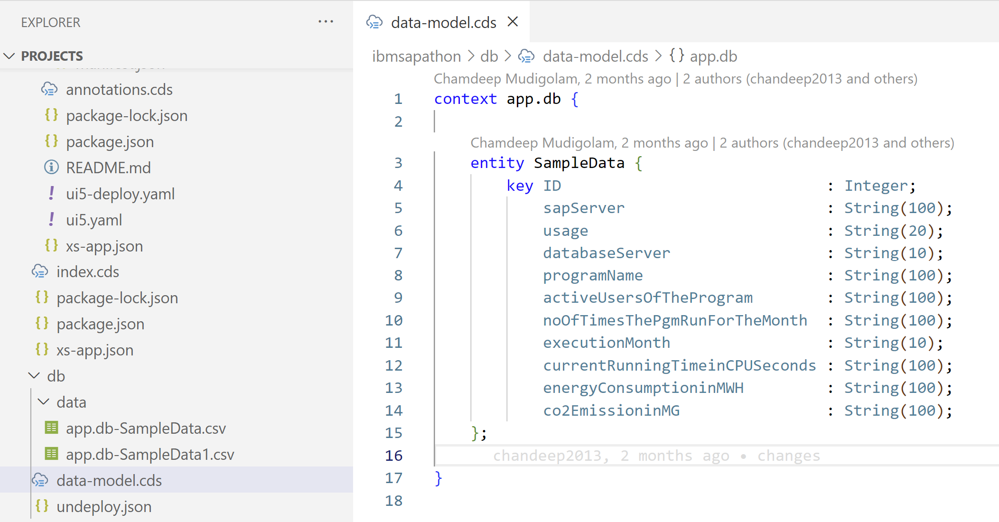 EXPLORER
PROJECTS
annotations.cds
package-lock.json
package.json
README.md
ui5-deploy.yaml
ui5.yaml
xs-app.json
index.cds
package-lock.json
package.json
xs-app.json
db
data
app.db-SampleData.csv
app.db-SampleData1.csv
data-model.cds
undeploy.json
data-model.cds
ibmsapathon > db > data-model.cds > {} app.db
Chamdeep Mudigolam, 2 months ago | 2 authors (chandeep2013 and others)
1 context app.db {
2
Chamdeep Mudigolam, 2 months ago | 2 authors (chandeep2013 and others)
3 entity SampleData {
4 key ID : Integer;
5 sapServer : String(100);
6 usage : String(20);
7 databaseServer : String(10);
8 programName : String(100);
9 activeUsersOfTheProgram : String(100);
10 noOfTimesThePgmRunForTheMonth : String(100);
11 executionMonth : String(10);
12 currentRunningTimeinCPUSeconds : String(100);
13 energyConsumptioninMWH : String(100);
14 co2EmissioninMG : String(100);
15 };
16 chandeep2013, 2 months ago • changes
17 }
18